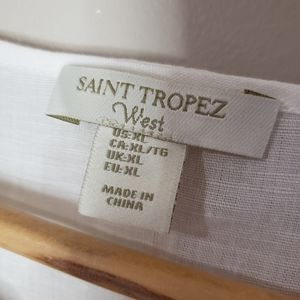 SAINT TROPEZ
West
US: XL
CA: XL/TG
UK: XL
EU: XL
MADE IN
CHINA